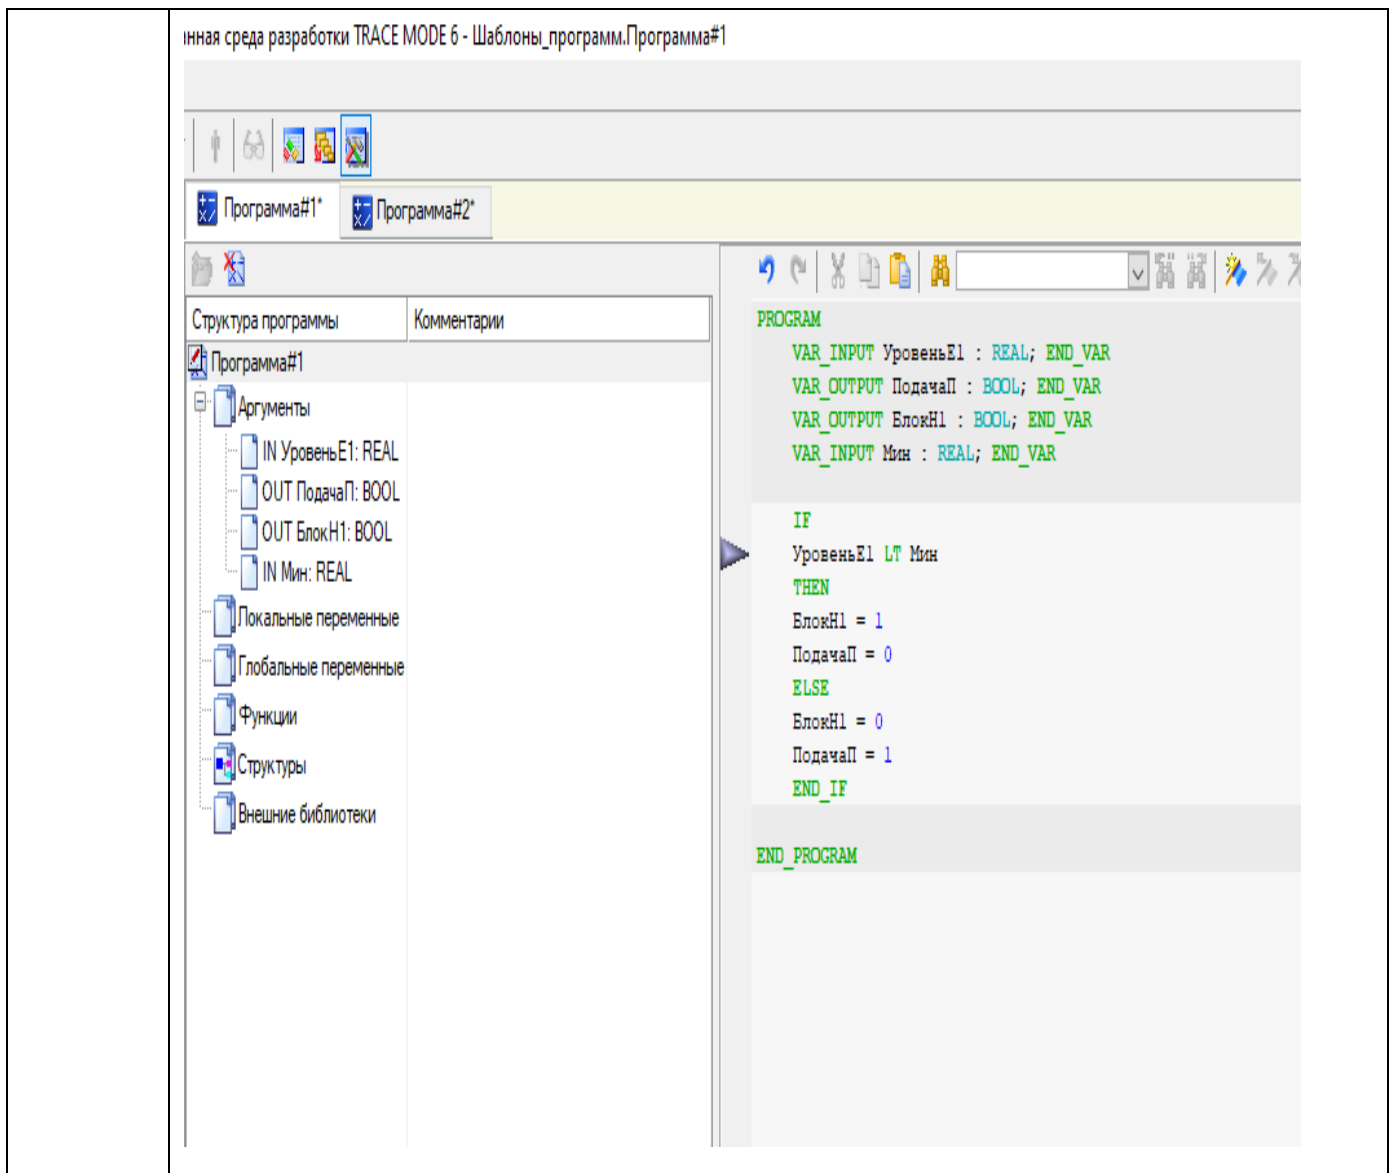 нная среда разработки TRACE MODE 6 - Шаблоны_программ.Программа#1
Программа#1* Программа#2*
Структура программы Комментарии
Программа#1
Аргументы
IN УровеньE1: REAL
OUT ПодачаП: BOOL
OUT БлокН1: BOOL
IN Мин: REAL
Локальные переменные
Глобальные переменные
Функции
Структуры
Внешние библиотеки
PROGRAM
VAR_INPUT УровеньE1 : REAL; END_VAR
VAR_OUTPUT ПодачаП : BOOL; END_VAR
VAR_OUTPUT БлокН1 : BOOL; END_VAR
VAR_INPUT Мин : REAL; END_VAR
IF
УровеньE1 LT Мин
THEN
БлокН1 = 1
ПодачаП = 0
ELSE
БлокН1 = 0
ПодачаП = 1
END_IF
END_PROGRAM